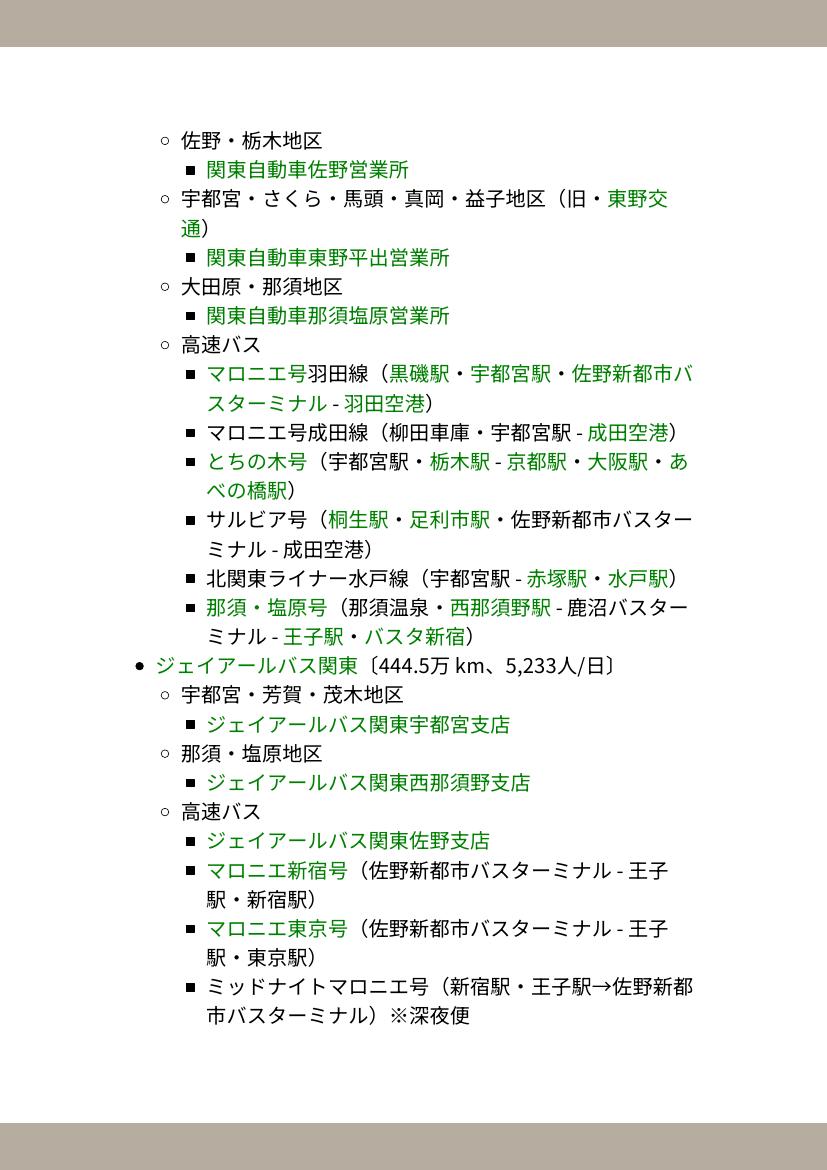 佐野・栃木地区
関東自動車佐野営業所
宇都宮・さくら・馬頭・真岡・益子地区（旧・東野交
通）
関東自動車東野平出営業所
大田原・那須地区
関東自動車那須塩原営業所
高速バス
マロニエ号羽田線（黒磯駅・宇都宮駅・佐野新都市バ
スターミナル - 羽田空港）
マロニエ号成田線（柳田車庫・宇都宮駅 - 成田空港）
とちの木号（宇都宮駅・栃木駅 - 京都駅・大阪駅・あ
べの橋駅）
サルビア号（桐生駅・足利市駅・佐野新都市バスター
ミナル - 成田空港）
北関東ライナー水戸線（宇都宮駅 - 赤塚駅・水戸駅）
那須・塩原号（那須温泉・西那須野駅 - 鹿沼バスター
ミナル - 王子駅・バスタ新宿）
ジェイアールバス関東〔444.5万 km、5,233人/日〕
宇都宮・芳賀・茂木地区
ジェイアールバス関東宇都宮支店
那須・塩原地区
ジェイアールバス関東西那須野支店
高速バス
ジェイアールバス関東佐野支店
マロニエ新宿号（佐野新都市バスターミナル - 王子
駅・新宿駅）
マロニエ東京号（佐野新都市バスターミナル - 王子
駅・東京駅）
ミッドナイトマロニエ号（新宿駅・王子駅→佐野新都
市バスターミナル）※深夜便